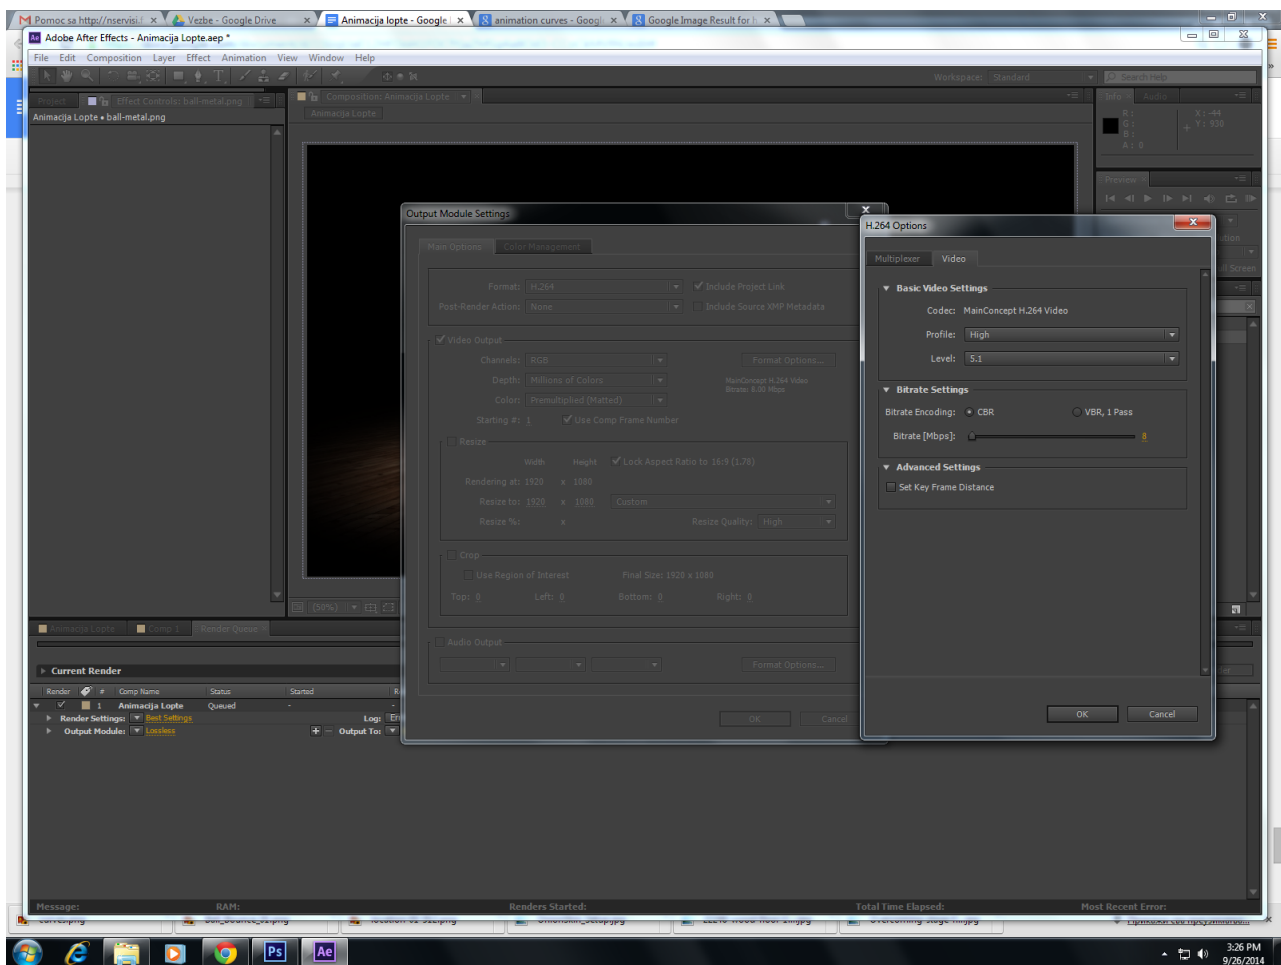 Pomoc sa http://nservisi.
Vezbe - Google Drive
Animacija lopte - Google
animation curves - Googl
Google Image Result for h
Adobe After Effects - Animacija Lopte.aep *
File Edit Composition Layer Effect Animation View Window Help
Workspace: Standard
Search Help
Project
Effect Controls: ball-metal.png
Composition: Animacija Lopte
Info
Audio
Animacija Lopte • ball-metal.png
Animacija Lopte
R:
G:
B:
A: 0
X: -44
Y: 930
Preview
Output Module Settings
Main Options
Color Management
Format: H.264
Include Project Link
Post-Render Action: None
Include Source XMP Metadata
Video Output
Channels: RGB
Format Options...
Depth: Millions of Colors
MainConcept H.264 Video
Bitrate: 8.00 Mbps
Color: Premultiplied (Matted)
Starting #: 1
Use Comp Frame Number
Resize
Width Height
Lock Aspect Ratio to 16:9 (1.78)
Rendering at: 1920 x 1080
Resize to: 1920 x 1080 Custom
Resize %: x
Resize Quality: High
Crop
Use Region of Interest
Final Size: 1920 x 1080
Top: 0 Left: 0 Bottom: 0 Right: 0
Audio Output
Format Options...
OK Cancel
H.264 Options
Multiplexer
Video
Basic Video Settings
Codec: MainConcept H.264 Video
Profile: High
Level: 5.1
Bitrate Settings
Bitrate Encoding: CBR VBR, 1 Pass
Bitrate [Mbps]: 8
Advanced Settings
Set Key Frame Distance
OK Cancel
Full Screen
(50%)
Animacija Lopte
Comp 1
Render Queue
Current Render
Render # Comp Name Status Started
1 Animacija Lopte Queued - -
Render Settings: Best Settings
Log:
Output Module: Lossless
Output To:
Message: RAM: Renders Started: Total Time Elapsed: Most Recent Error:
Ps
Ae
3:26 PM
9/26/2014